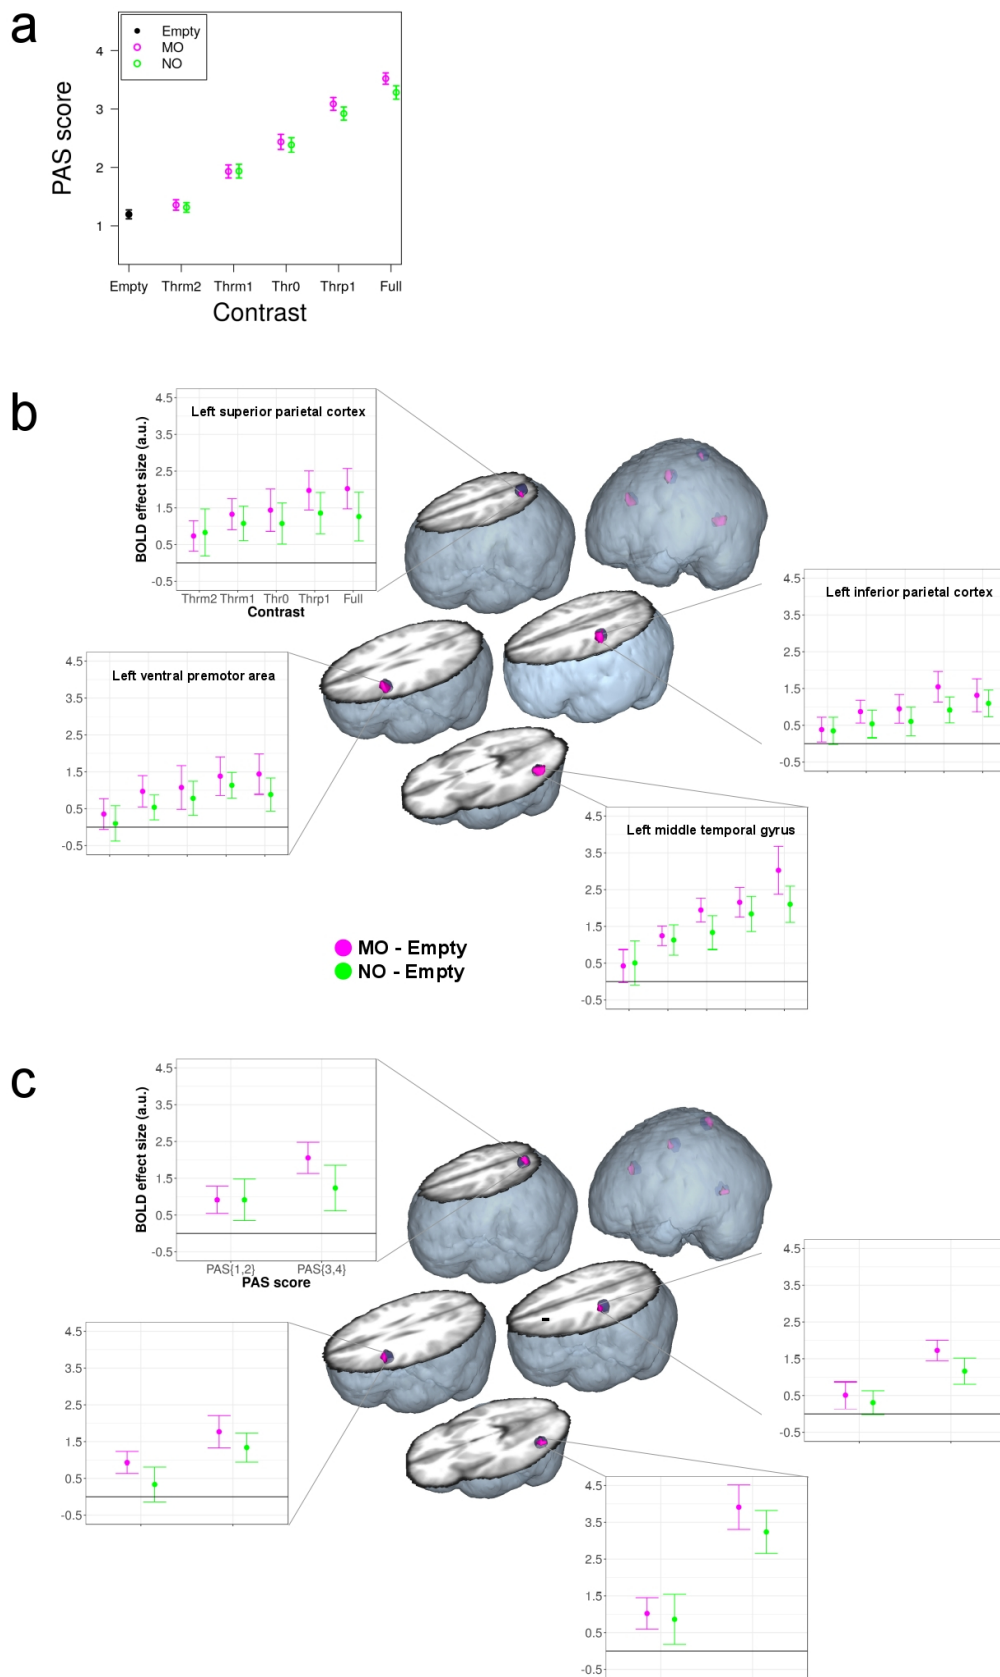 a
Empty
MO
NO
4
3
2
1
PAS score
Empty Thrm2 Thrm1 Thr0 Thrp1 Full
Contrast
b
Left superior parietal cortex
BOLD effect size (a.u.)
4.5
3.5
2.5
1.5
0.5
-0.5
Thrm2 Thrm1 Thr0 Thrp1 Full
Contrast
Left inferior parietal cortex
4.5
3.5
2.5
1.5
0.5
-0.5
Left ventral premotor area
4.5
3.5
2.5
1.5
0.5
-0.5
Left middle temporal gyrus
4.5
3.5
2.5
1.5
0.5
-0.5
MO - Empty
NO - Empty
c
BOLD effect size (a.u.)
4.5
3.5
2.5
1.5
0.5
-0.5
PAS{1,2} PAS{3,4}
PAS score
4.5
3.5
2.5
1.5
0.5
-0.5
4.5
3.5
2.5
1.5
0.5
-0.5
4.5
3.5
2.5
1.5
0.5
-0.5